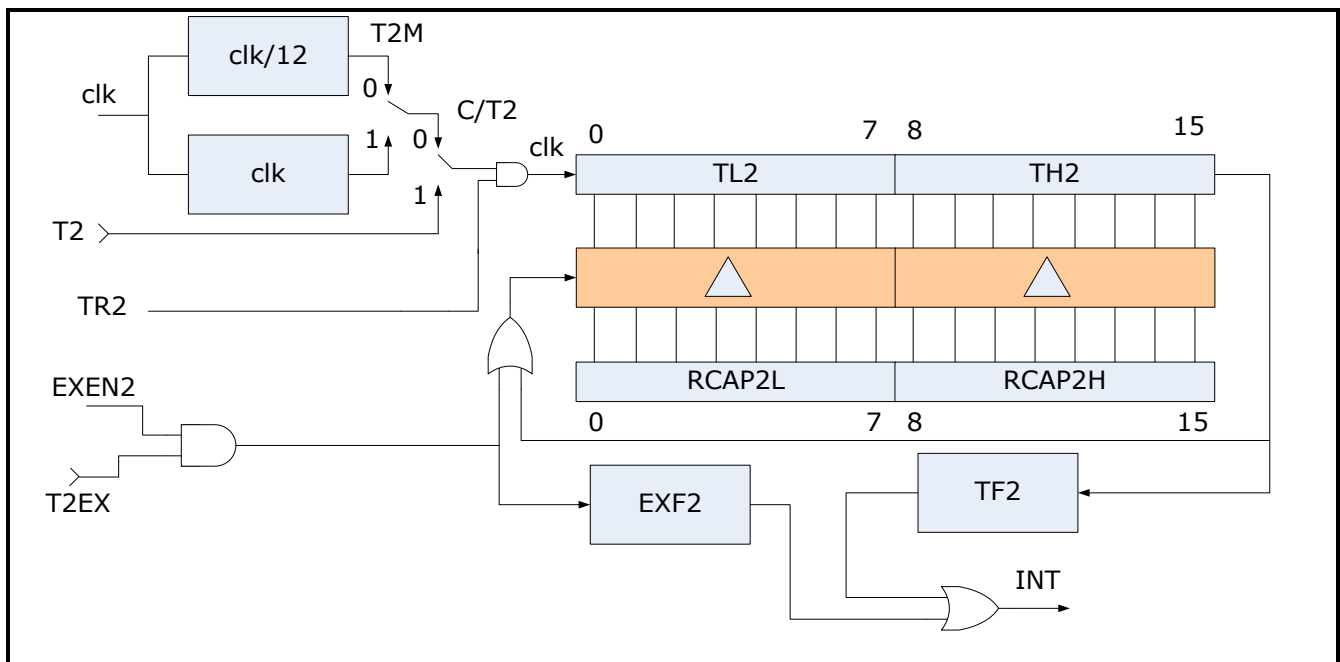 T2M
clk/12
clk
0
C/T2
1
0
clk
clk
1
T2
TR2
0
7
8
15
TL2
TH2
RCAP2L
RCAP2H
0
7
8
15
EXEN2
T2EX
EXF2
TF2
INT